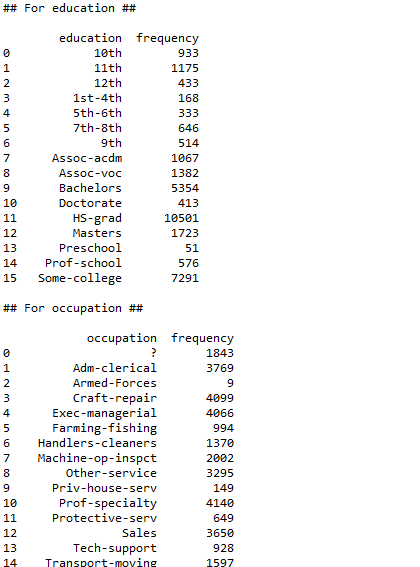 ## For education ##
education frequency
0 10th 933
1 11th 1175
2 12th 433
3 1st-4th 168
4 5th-6th 333
5 7th-8th 646
6 9th 514
7 Assoc-acdm 1067
8 Assoc-voc 1382
9 Bachelors 5354
10 Doctorate 413
11 HS-grad 10501
12 Masters 1723
13 Preschool 51
14 Prof-school 576
15 Some-college 7291
## For occupation ##
occupation frequency
0 ? 1843
1 Adm-clerical 3769
2 Armed-Forces 9
3 Craft-repair 4099
4 Exec-managerial 4066
5 Farming-fishing 994
6 Handlers-cleaners 1370
7 Machine-op-inspct 2002
8 Other-service 3295
9 Priv-house-serv 149
10 Prof-specialty 4140
11 Protective-serv 649
12 Sales 3650
13 Tech-support 928
14 Transport-moving 1597